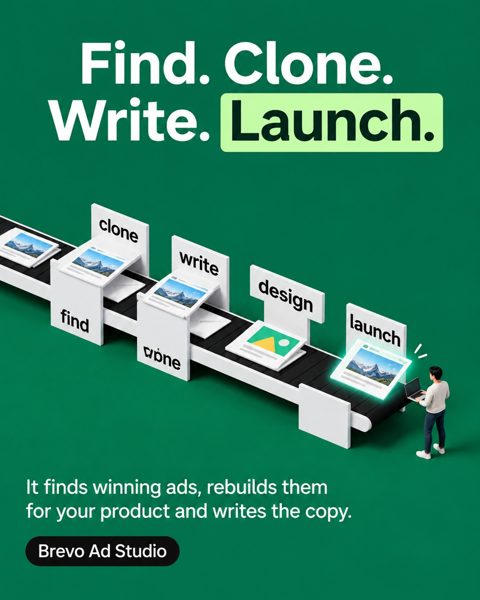 Find. Clone.
Write. Launch.
clone
write
design
launch
find
It finds winning ads, rebuilds them
for your product and writes the copy.
Brevo Ad Studio